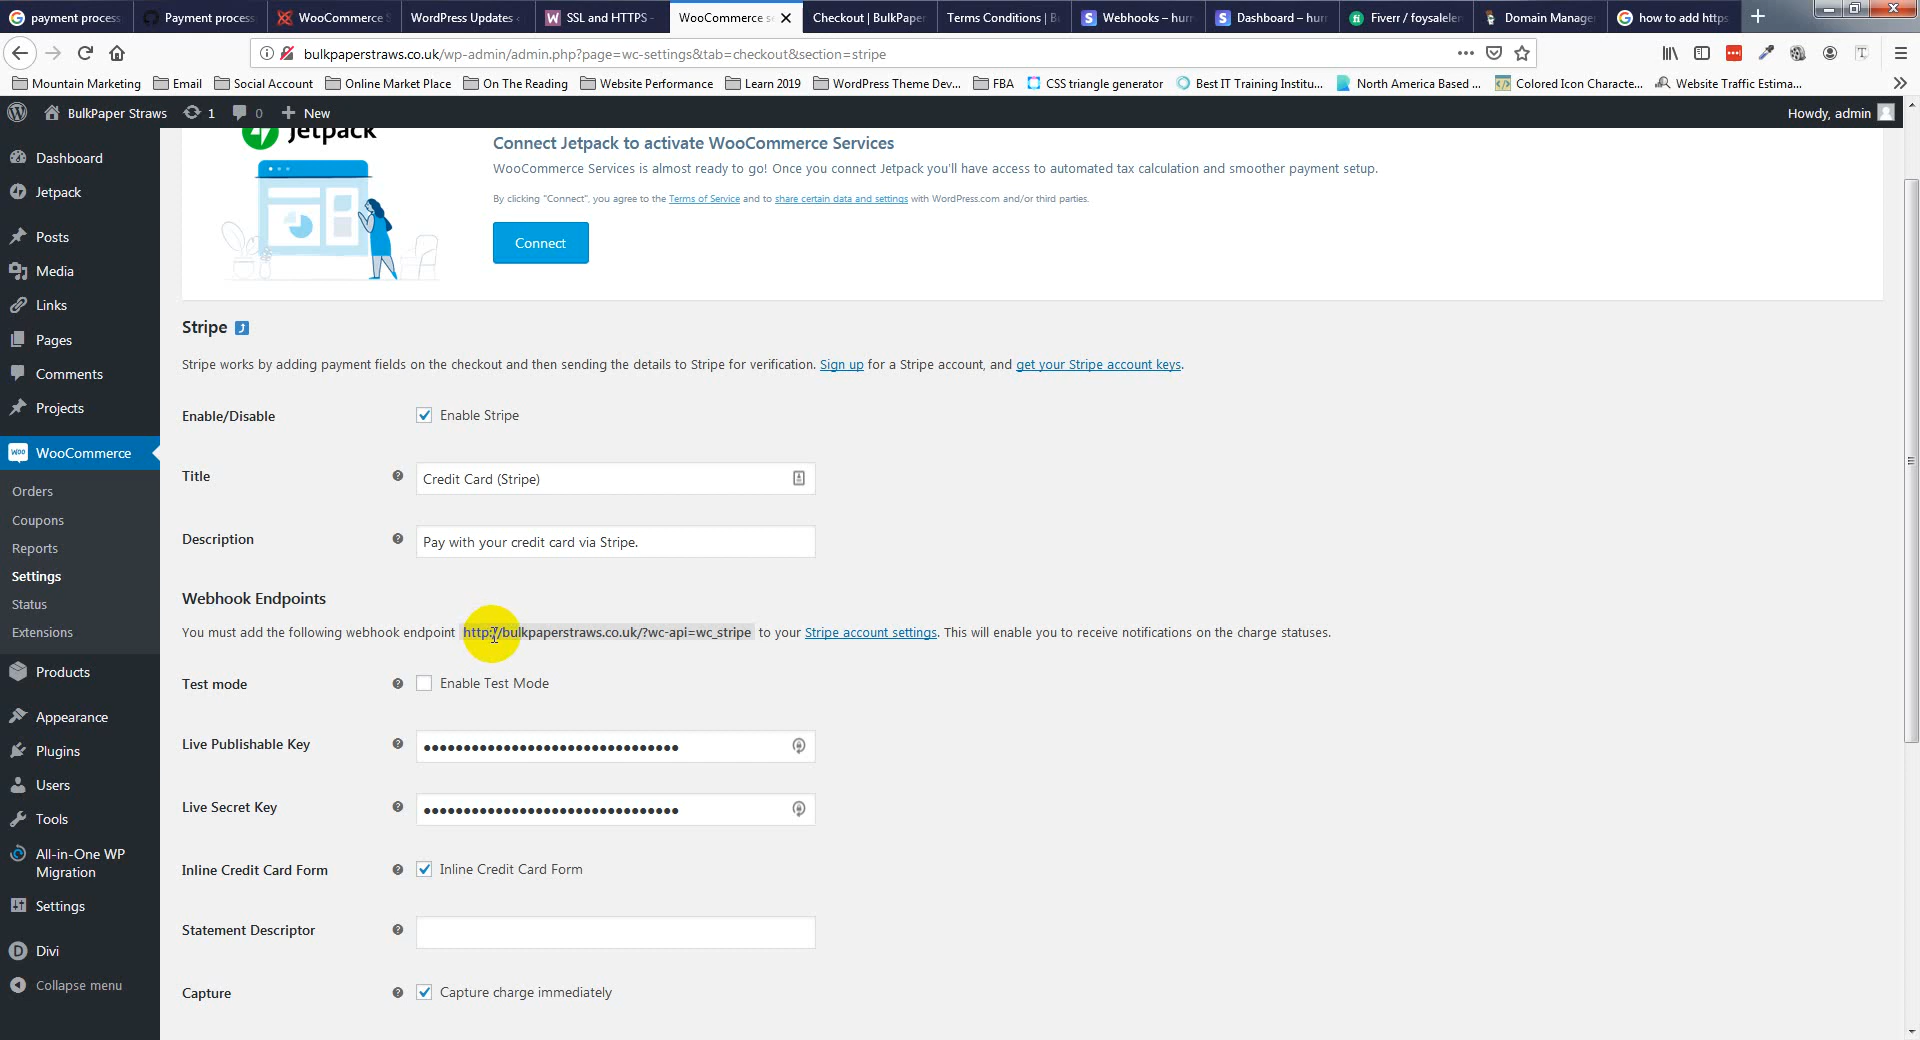 payment process
Payment process
WooCommerce S
WordPress Updates
SSL and HTTPS -
WooCommerce se
Checkout | BulkPaper
Terms Conditions | B
Webhooks – hurr
Dashboard – hurr
Fiverr / foysalelem
Domain Manage
how to add https
bulkpaperstraws.co.uk/wp-admin/admin.php?page=wc-settings&tab=checkout&section=stripe
Mountain Marketing
Email
Social Account
Online Market Place
On The Reading
Website Performance
Learn 2019
WordPress Theme Dev...
FBA
CSS triangle generator
Best IT Training Institu...
North America Based ...
Colored Icon Characte...
Website Traffic Estima...
BulkPaper Straws
1
0
New
Howdy, admin
Dashboard
Jetpack
Posts
Media
Links
Pages
Comments
Projects
WooCommerce
Orders
Coupons
Reports
Settings
Status
Extensions
Products
Appearance
Plugins
Users
Tools
All-in-One WP
Migration
Settings
Divi
Collapse menu
Jetpack
Connect Jetpack to activate WooCommerce Services
WooCommerce Services is almost ready to go! Once you connect Jetpack you'll have access to automated tax calculation and smoother payment setup.
By clicking "Connect", you agree to the Terms of Service and to share certain data and settings with WordPress.com and/or third parties.
Connect
Stripe
Stripe works by adding payment fields on the checkout and then sending the details to Stripe for verification. Sign up for a Stripe account, and get your Stripe account keys.
Enable/Disable
Enable Stripe
Title
Credit Card (Stripe)
Description
Pay with your credit card via Stripe.
Webhook Endpoints
You must add the following webhook endpoint http://bulkpaperstraws.co.uk/?wc-api=wc_stripe to your Stripe account settings. This will enable you to receive notifications on the charge statuses.
Test mode
Enable Test Mode
Live Publishable Key
Live Secret Key
Inline Credit Card Form
Inline Credit Card Form
Statement Descriptor
Capture
Capture charge immediately